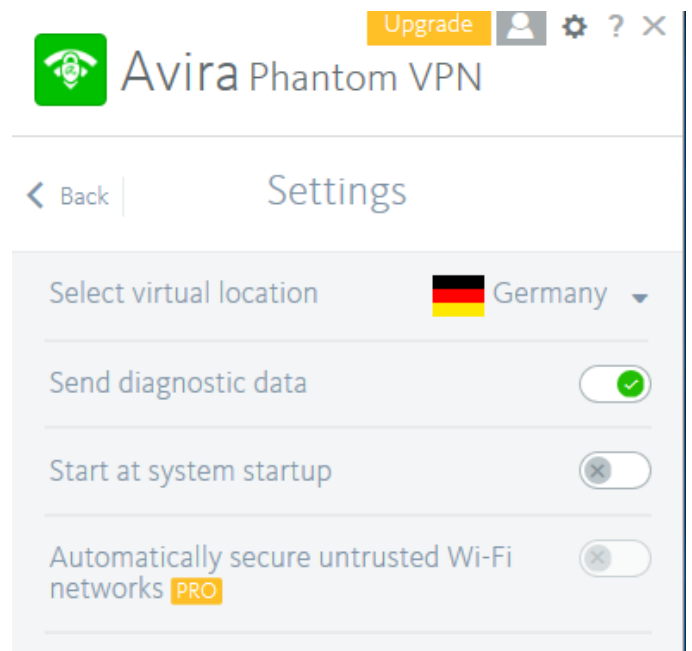 Upgrade ?
Avira Phantom VPN
Back Settings
Select virtual location Germany
Send diagnostic data
Start at system startup
Automatically secure untrusted Wi-Fi
networks PRO